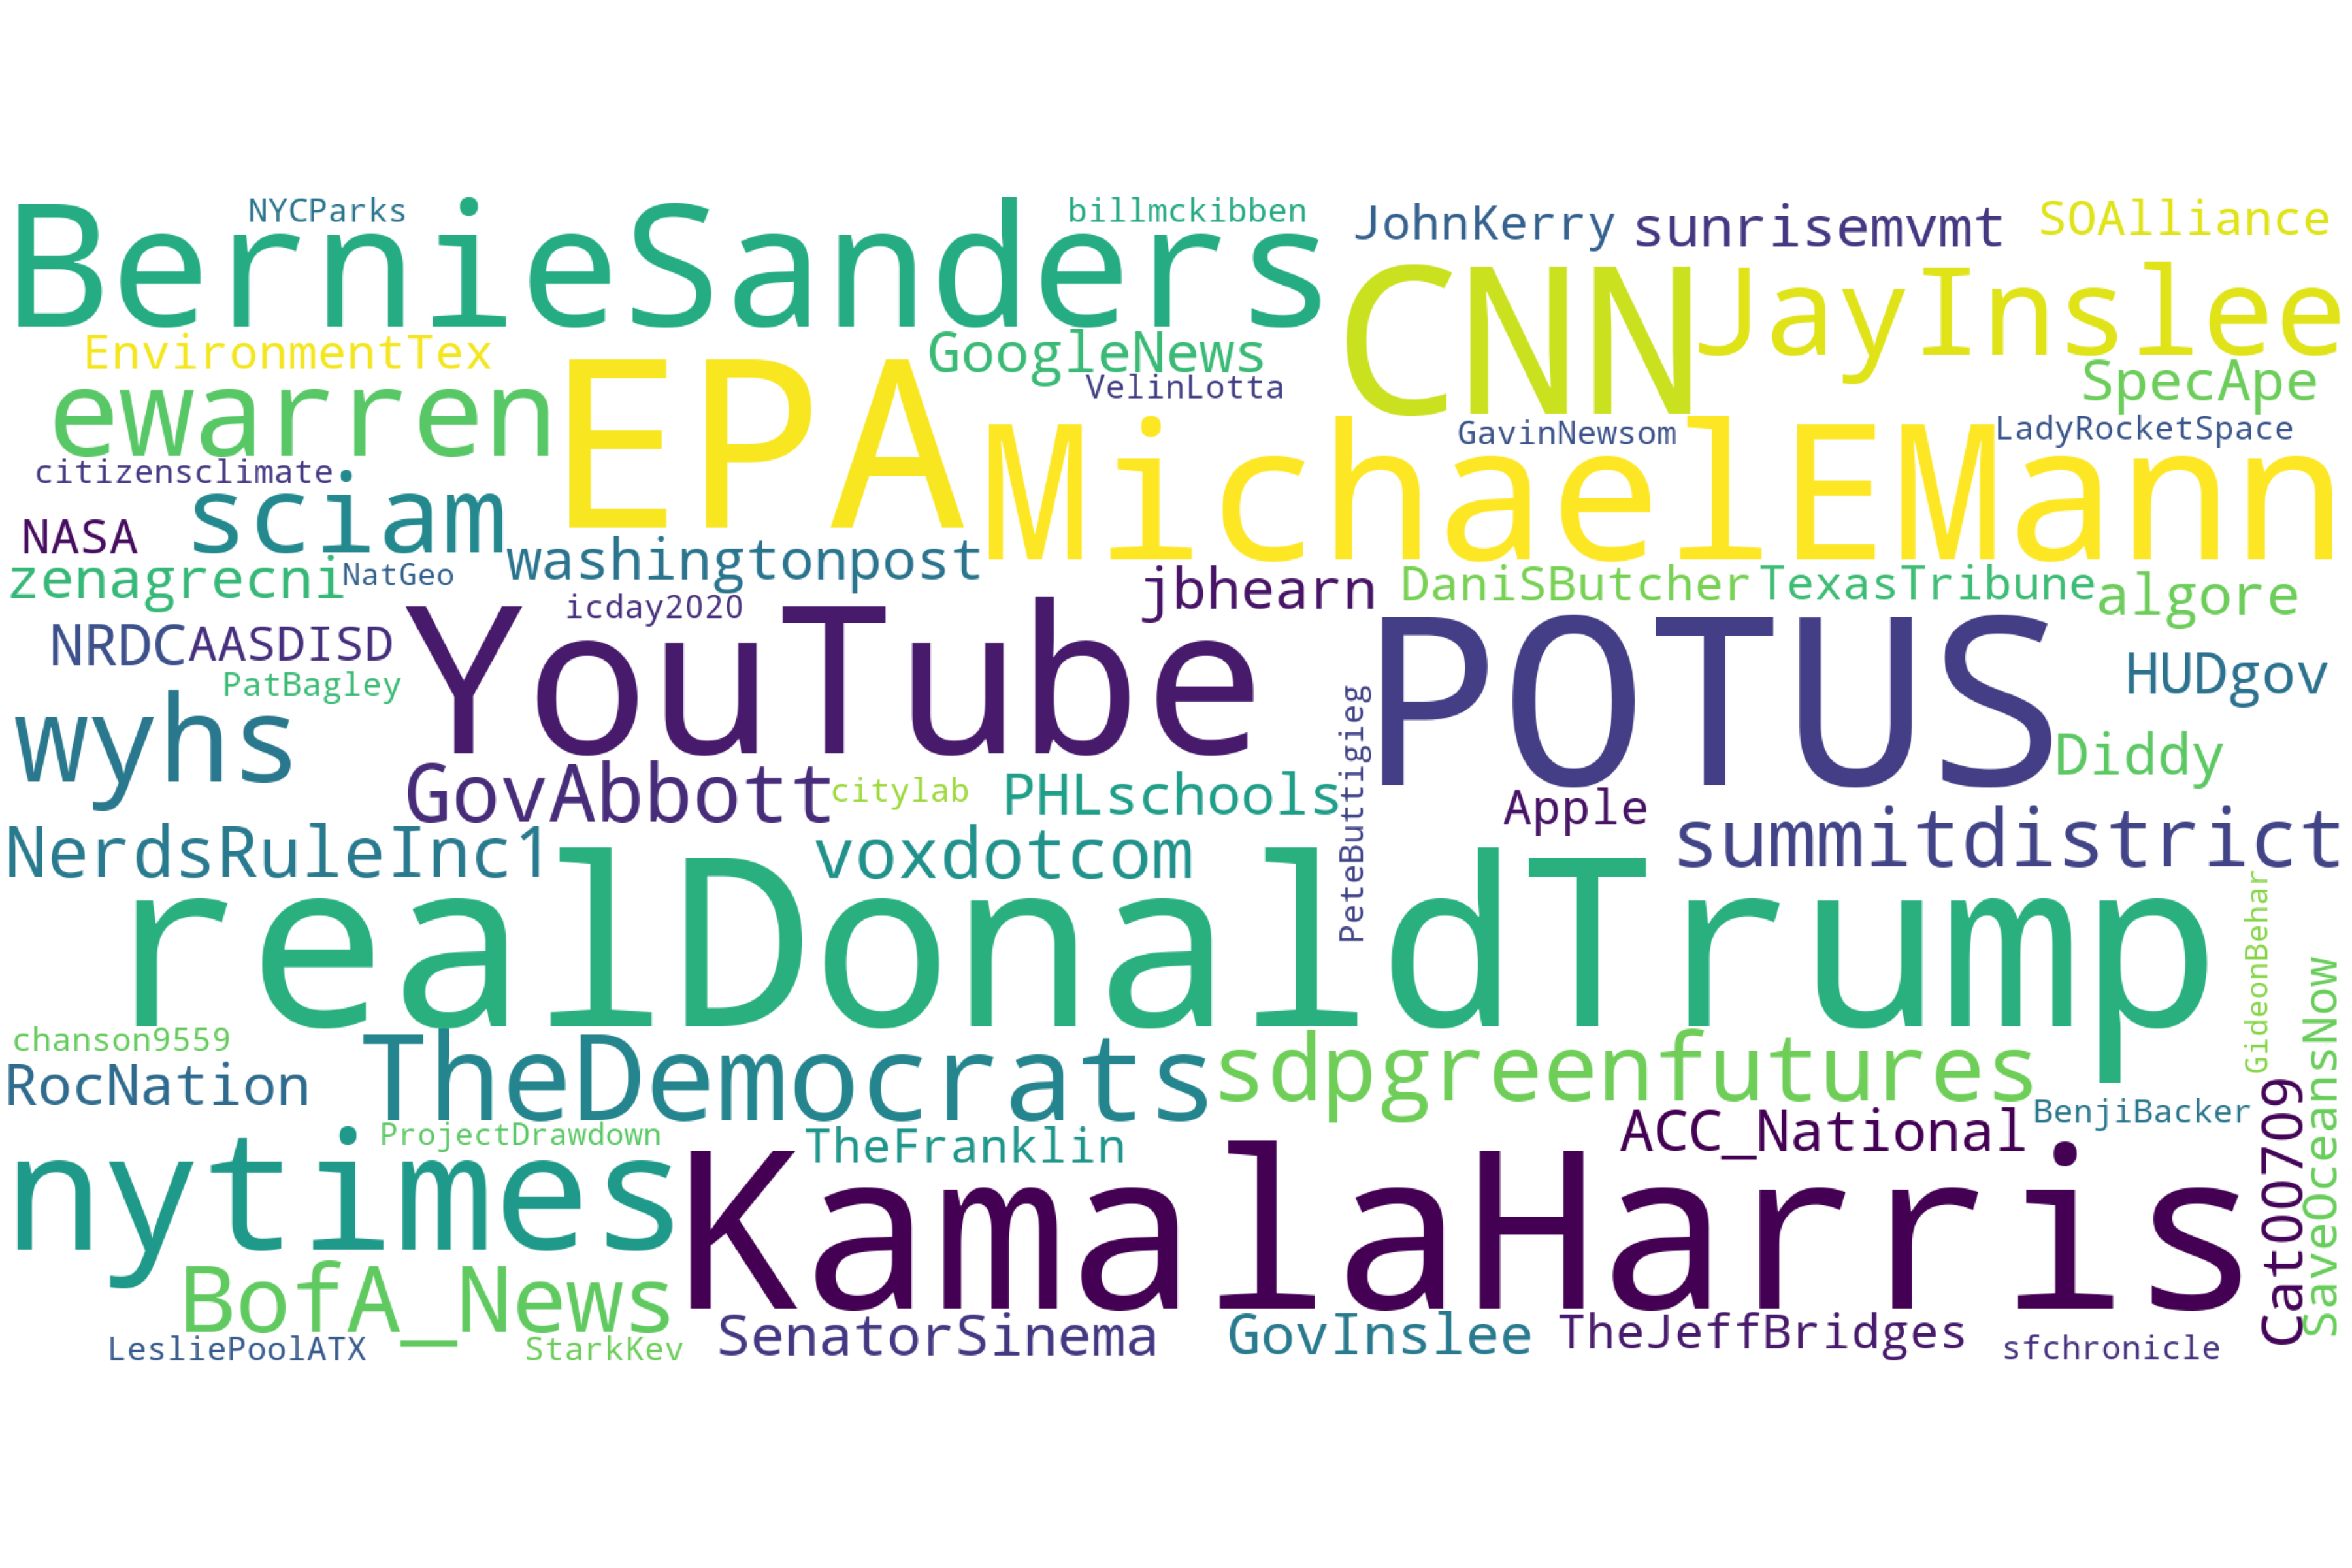 NYCParks
billmckibben
JohnKerry
sunrisemvmt
SOAlliance
BernieSanders
CNN
JayInslee
EnvironmentTex
GoogleNews
VelinLotta
SpecApe
ewarren
EPA
GavinNewsom
LadyRocketSpace
MichaelEMann
citizensclimate
sciam
NASA
washingtonpost
zenagrecni
NatGeo
icday2020
jbhearn
DaniSButcher
TexasTribune
algore
NRDC
AASDISD
YouTube
POTUS
HUDgov
PatBagley
wyhs
PeteButtigieg
Diddy
GovAbbott
citylab
PHLschools
Apple
summitdistrict
NerdsRuleInc1
voxdotcom
realDonaldTrump
GideonBehar
SaveOceansNow
chanson9559
RocNation
TheDemocrats
sdpgreenfutures
ACC_National
BenjiBacker
Cat00709
ProjectDrawdown
TheFranklin
nytimes
KamalaHarris
BofA_News
SenatorSinema
GovInslee
TheJeffBridges
sfchronicle
LesliePoolATX
StarkKev